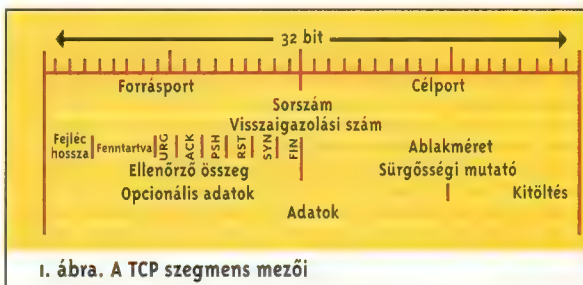 32 bit
Forrásport Célport
Sorszám
Visszaigazolási szám
Fejléc hossza Fenntartva URG ACK PSH RST SYN FIN Ablakméret
Ellenőrző összeg Sürgősségi mutató
Opcionális adatok Kitöltés
Adatok
1. ábra. A TCP szegmens mezői